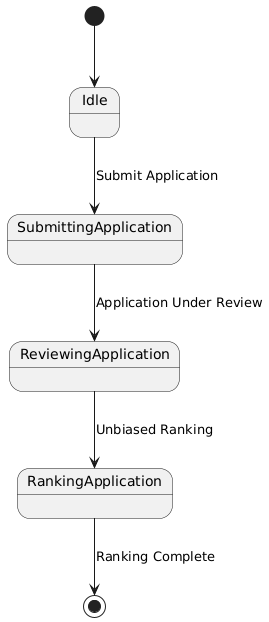 Idle
Submit Application
SubmittingApplication
Application Under Review
ReviewingApplication
Unbiased Ranking
RankingApplication
Ranking Complete